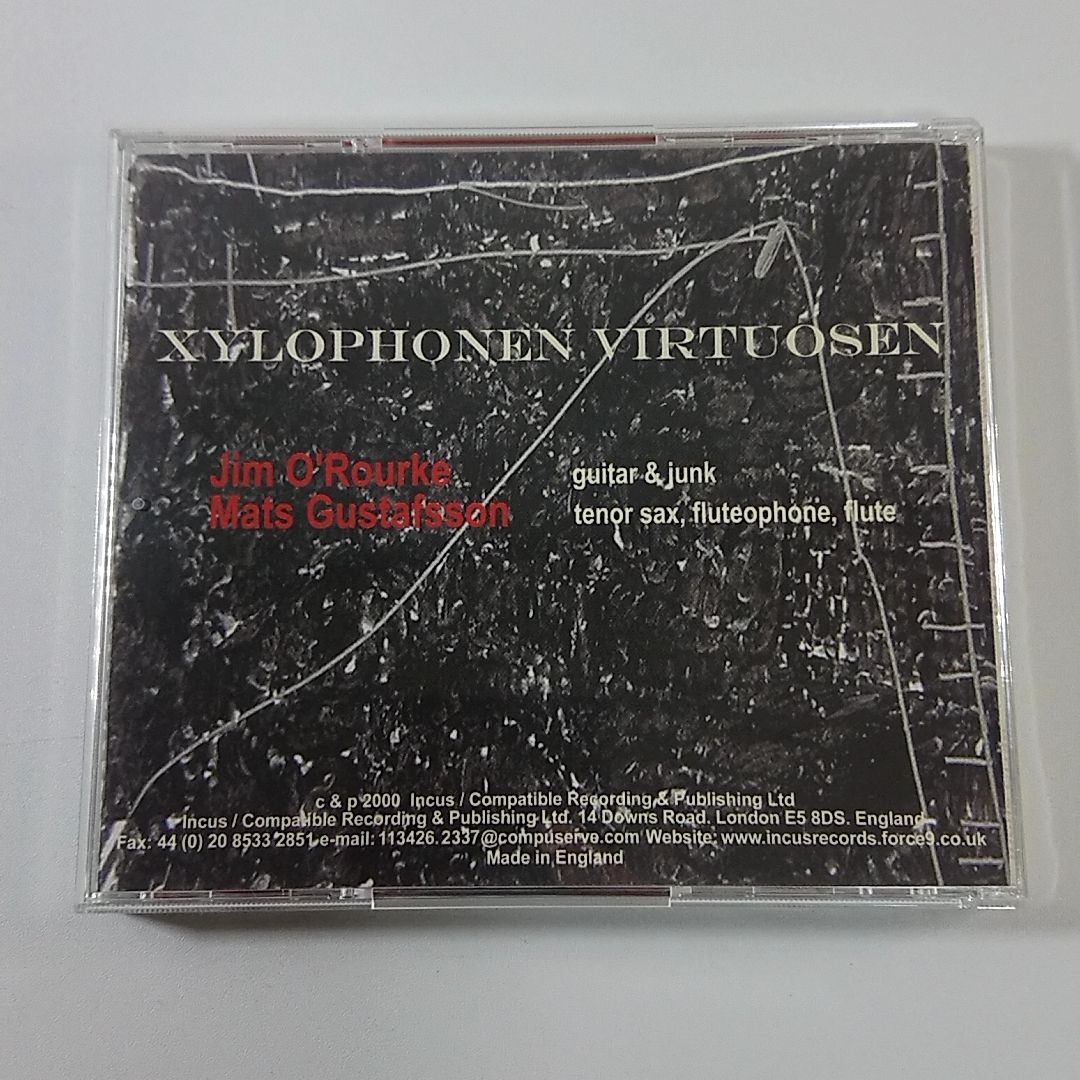 XYLOPHONEN VIRTUOSEN
Jim O'Rourke guitar & junk
Mats Gustafsson tenor sax, fluteophone, flute
c & p 2000 Incus / Compatible Recording & Publishing Ltd
Incus / Compatible Recording & Publishing Ltd. 14 Downs Road, London E5 8DS. England
Fax: 44 (0) 20 8533 2851 e-mail: 113426.2337@compuserve.com Website: www.incusrecords.force9.co.uk
Made in England